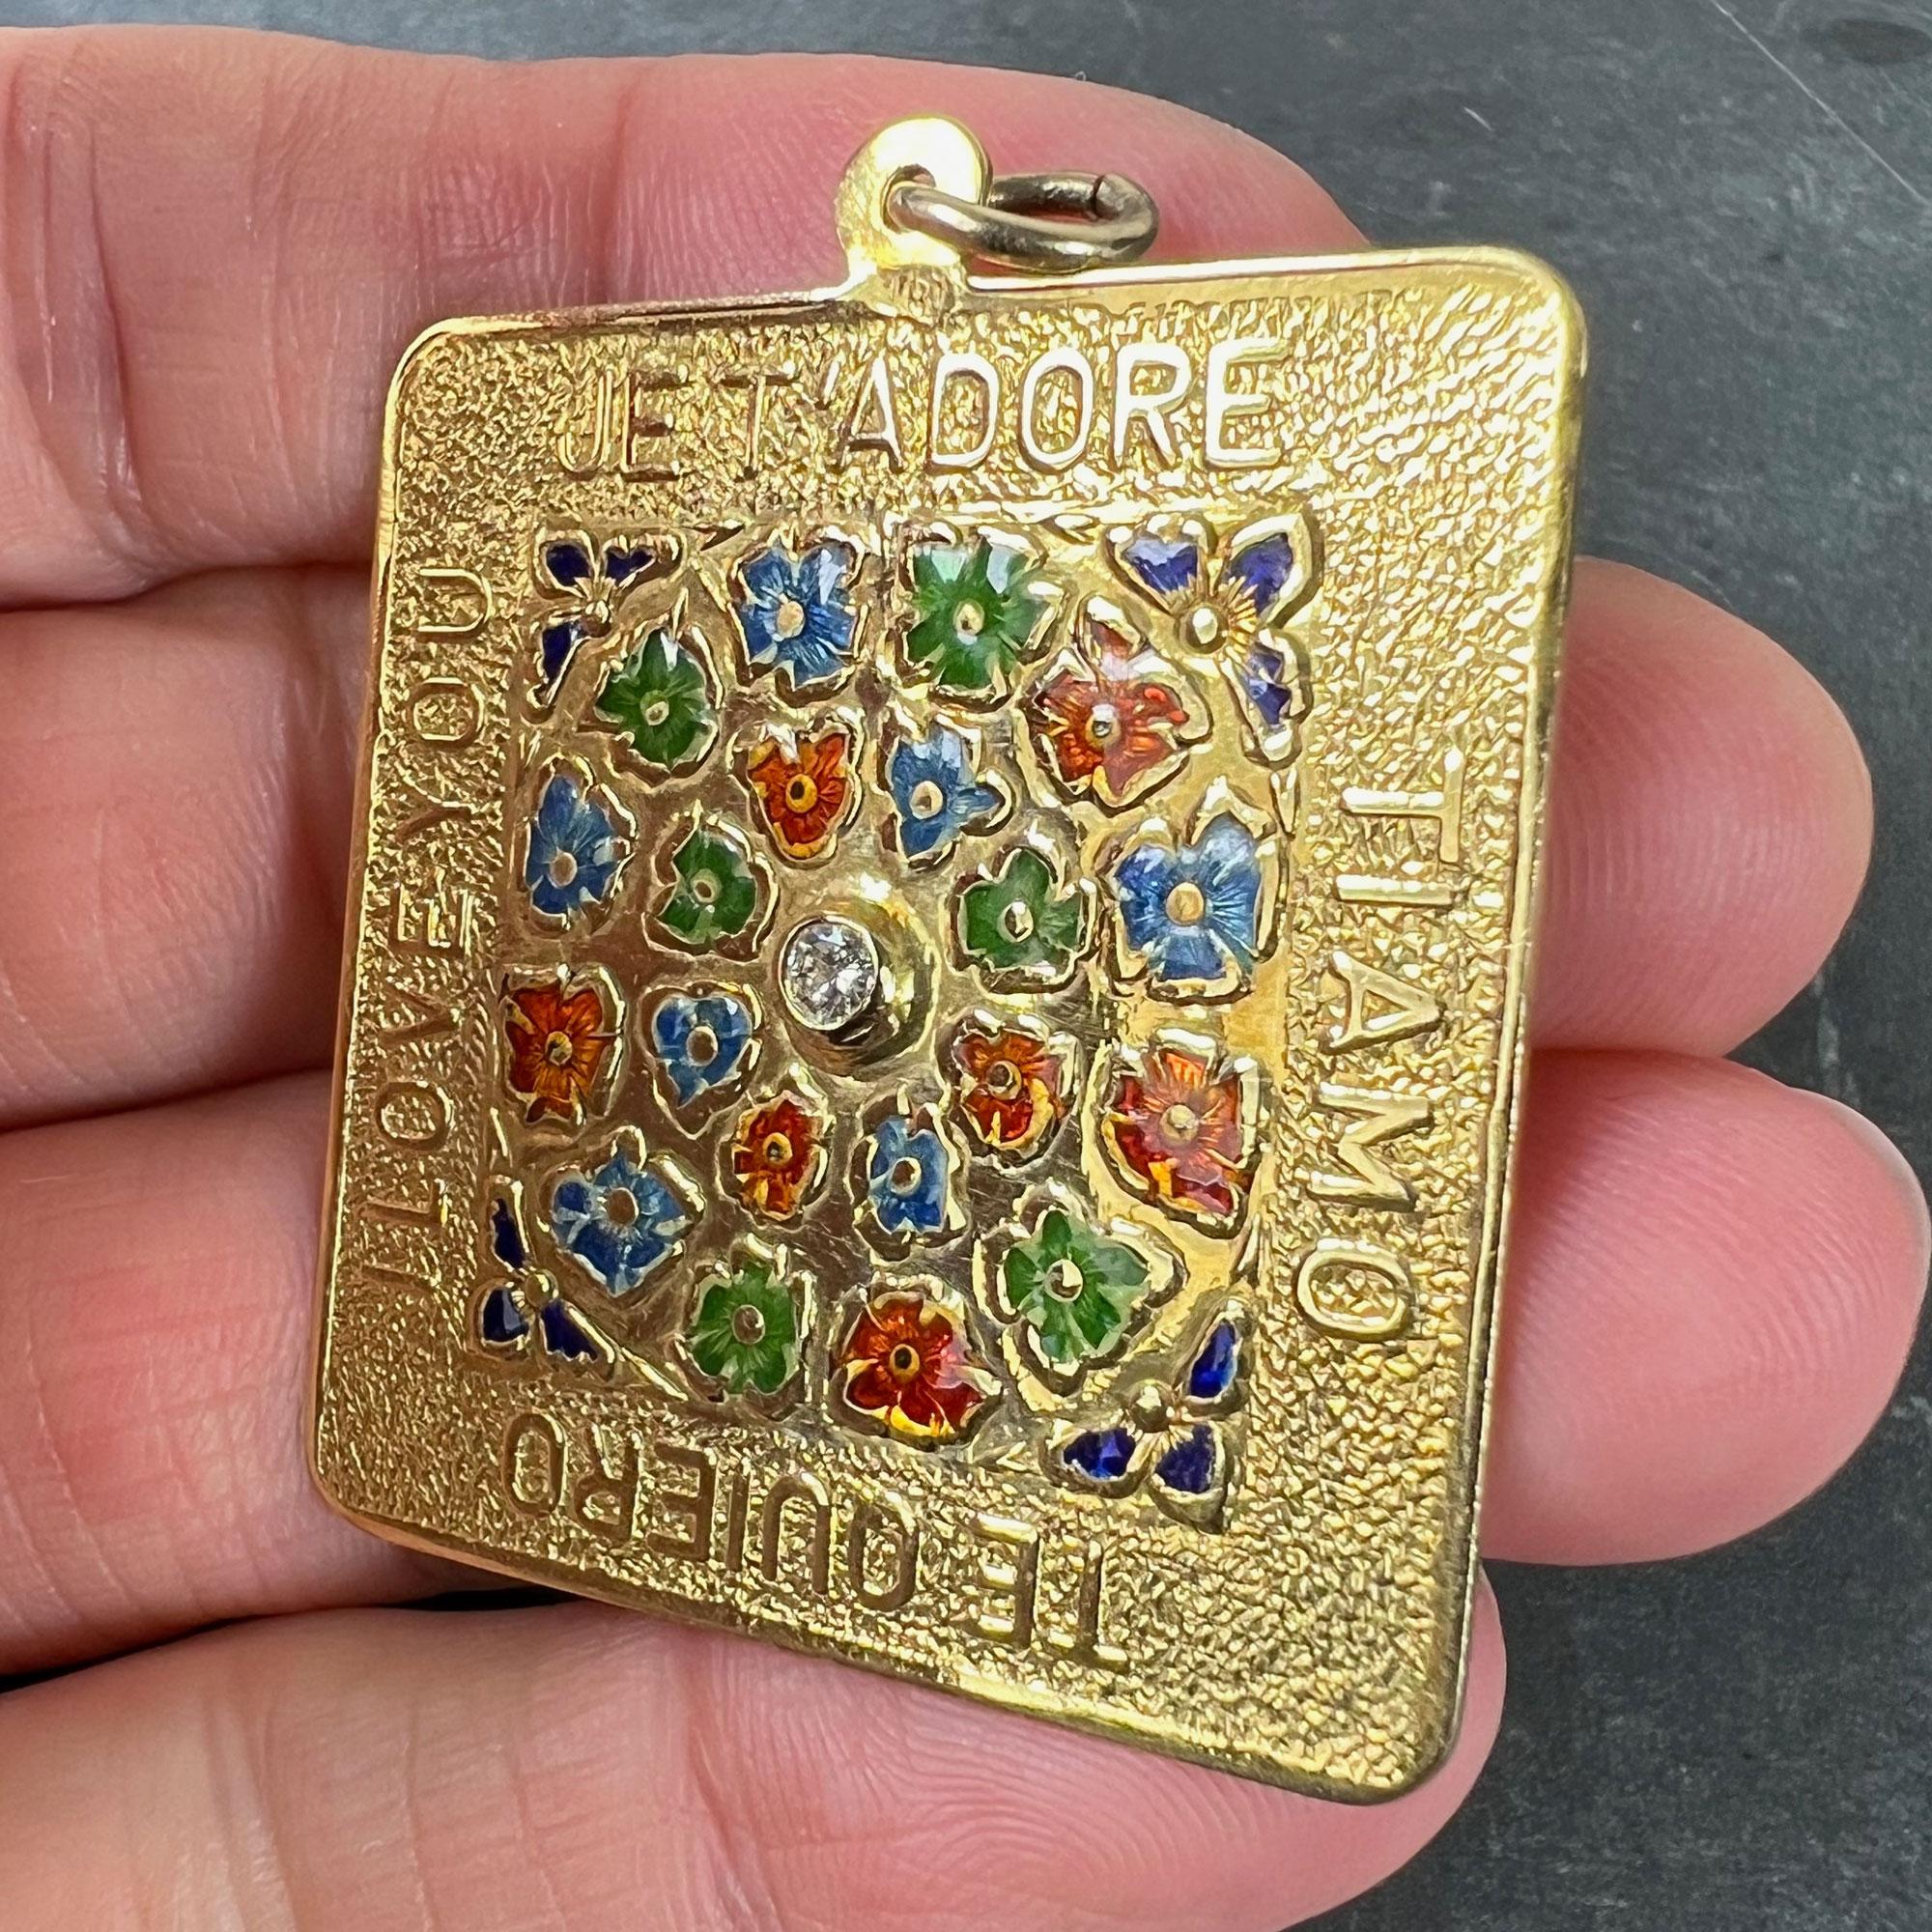 JE T'ADORE
TI AMO
TE QUIERO
I LOVE YOU